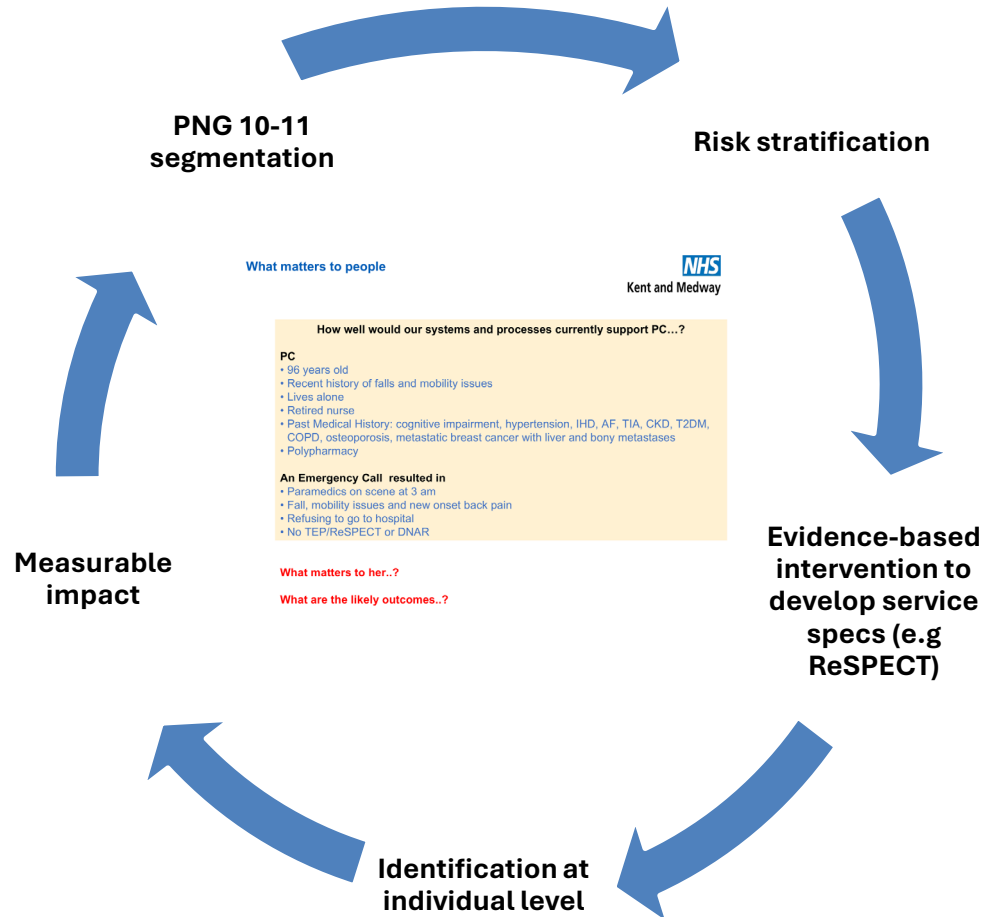 PNG 10-11
segmentation
Risk stratification
What matters to people
NHS
Kent and Medway
How well would our systems and processes currently support PC...?
PC
• 96 years old
• Recent history of falls and mobility issues
• Lives alone
• Retired nurse
• Past Medical History: cognitive impairment, hypertension, IHD, AF, TIA, CKD, T2DM,
COPD, osteoporosis, metastatic breast cancer with liver and bony metastases
• Polypharmacy
An Emergency Call  resulted in
• Paramedics on scene at 3 am
• Fall, mobility issues and new onset back pain
• Refusing to go to hospital
• No TEP/ReSPECT or DNAR
What matters to her..?
What are the likely outcomes..?
Evidence-based
intervention to
develop service
specs (e.g
ReSPECT)
Identification at
individual level
Measurable
impact